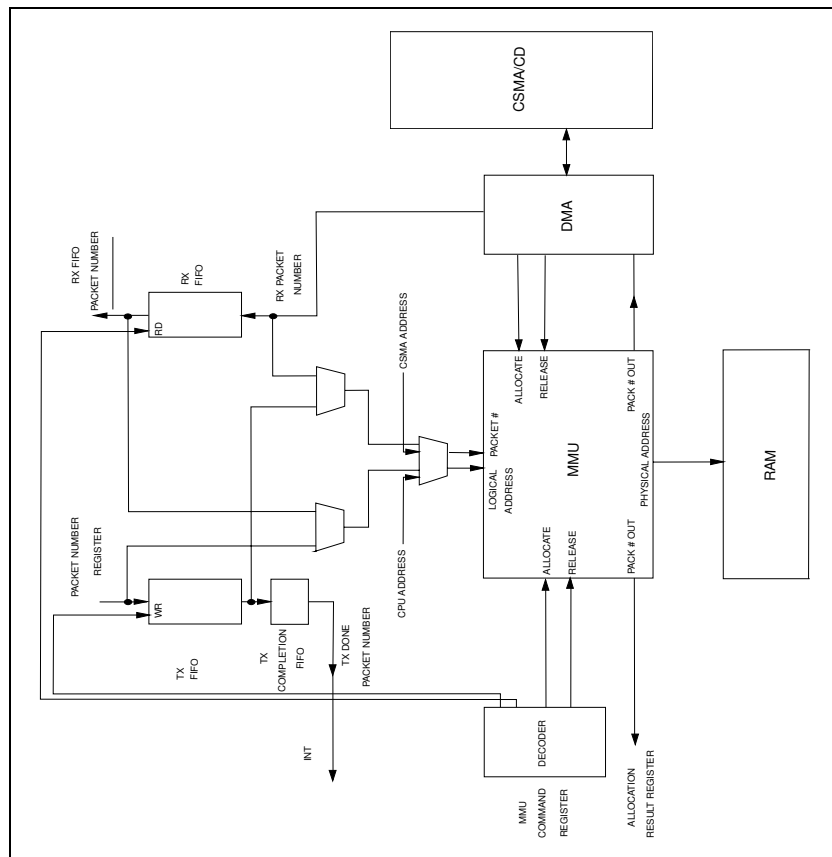 CSMA/CD
DMA
RX FIFO
PACKET NUMBER
RX
FIFO
RD
RX PACKET
NUMBER
CSMA ADDRESS
ALLOCATE
RELEASE
PACK # OUT
PACKET #
LOGICAL
ADDRESS
MMU
PHYSICAL ADDRESS
RAM
PACKET NUMBER
REGISTER
WR
TX
FIFO
TX
COMPLETION
FIFO
TX DONE
PACKET NUMBER
CPU ADDRESS
ALLOCATE
RELEASE
PACK # OUT
INT
DECODER
MMU
COMMAND
REGISTER
ALLOCATION
RESULT REGISTER